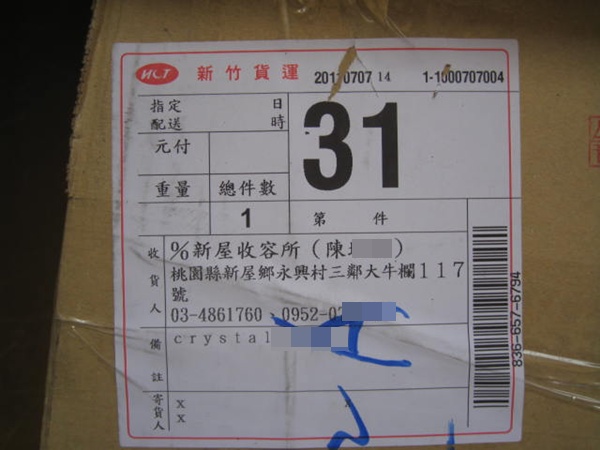 HCT 新竹貨運 2011 0707 14 1-1000707004
指定 日
配送 時
31
元付
重量 總件數
1 第 件
收貨人
%新屋收容所(陳
桃園縣新屋鄉永興村三鄰大牛欄117
號
03-4861760、0952-0
備註
crystal
寄貨人
x x
x
836-657-6794